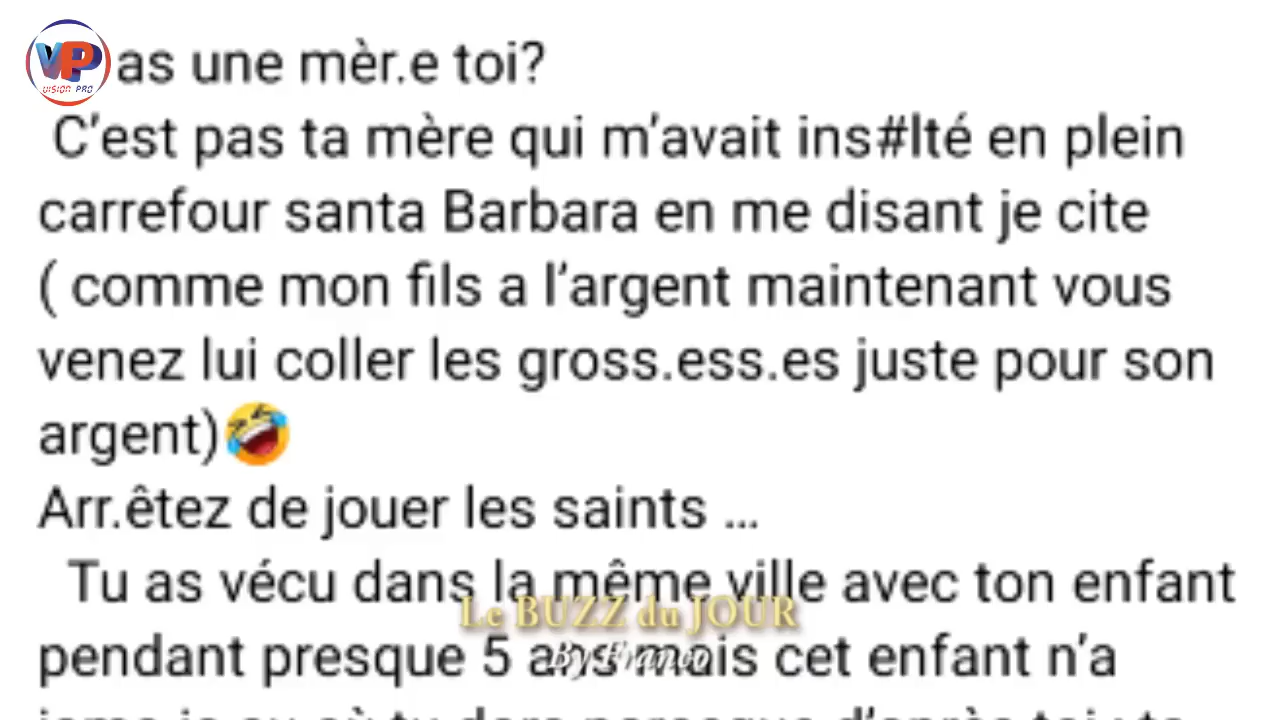 VP
VISION PRO
as une mèr.e toi?
C'est pas ta mère qui m'avait ins#lté en plein
carrefour santa Barbara en me disant je cite
( comme mon fils a l'argent maintenant vous
venez lui coller les gross.ess.es juste pour son
argent)🤣
Arr.êtez de jouer les saints ...
Tu as vécu dans la même ville avec ton enfant
Le BUZZ du JOUR
pendant presque 5 ans mais cet enfant n'a
By Franco